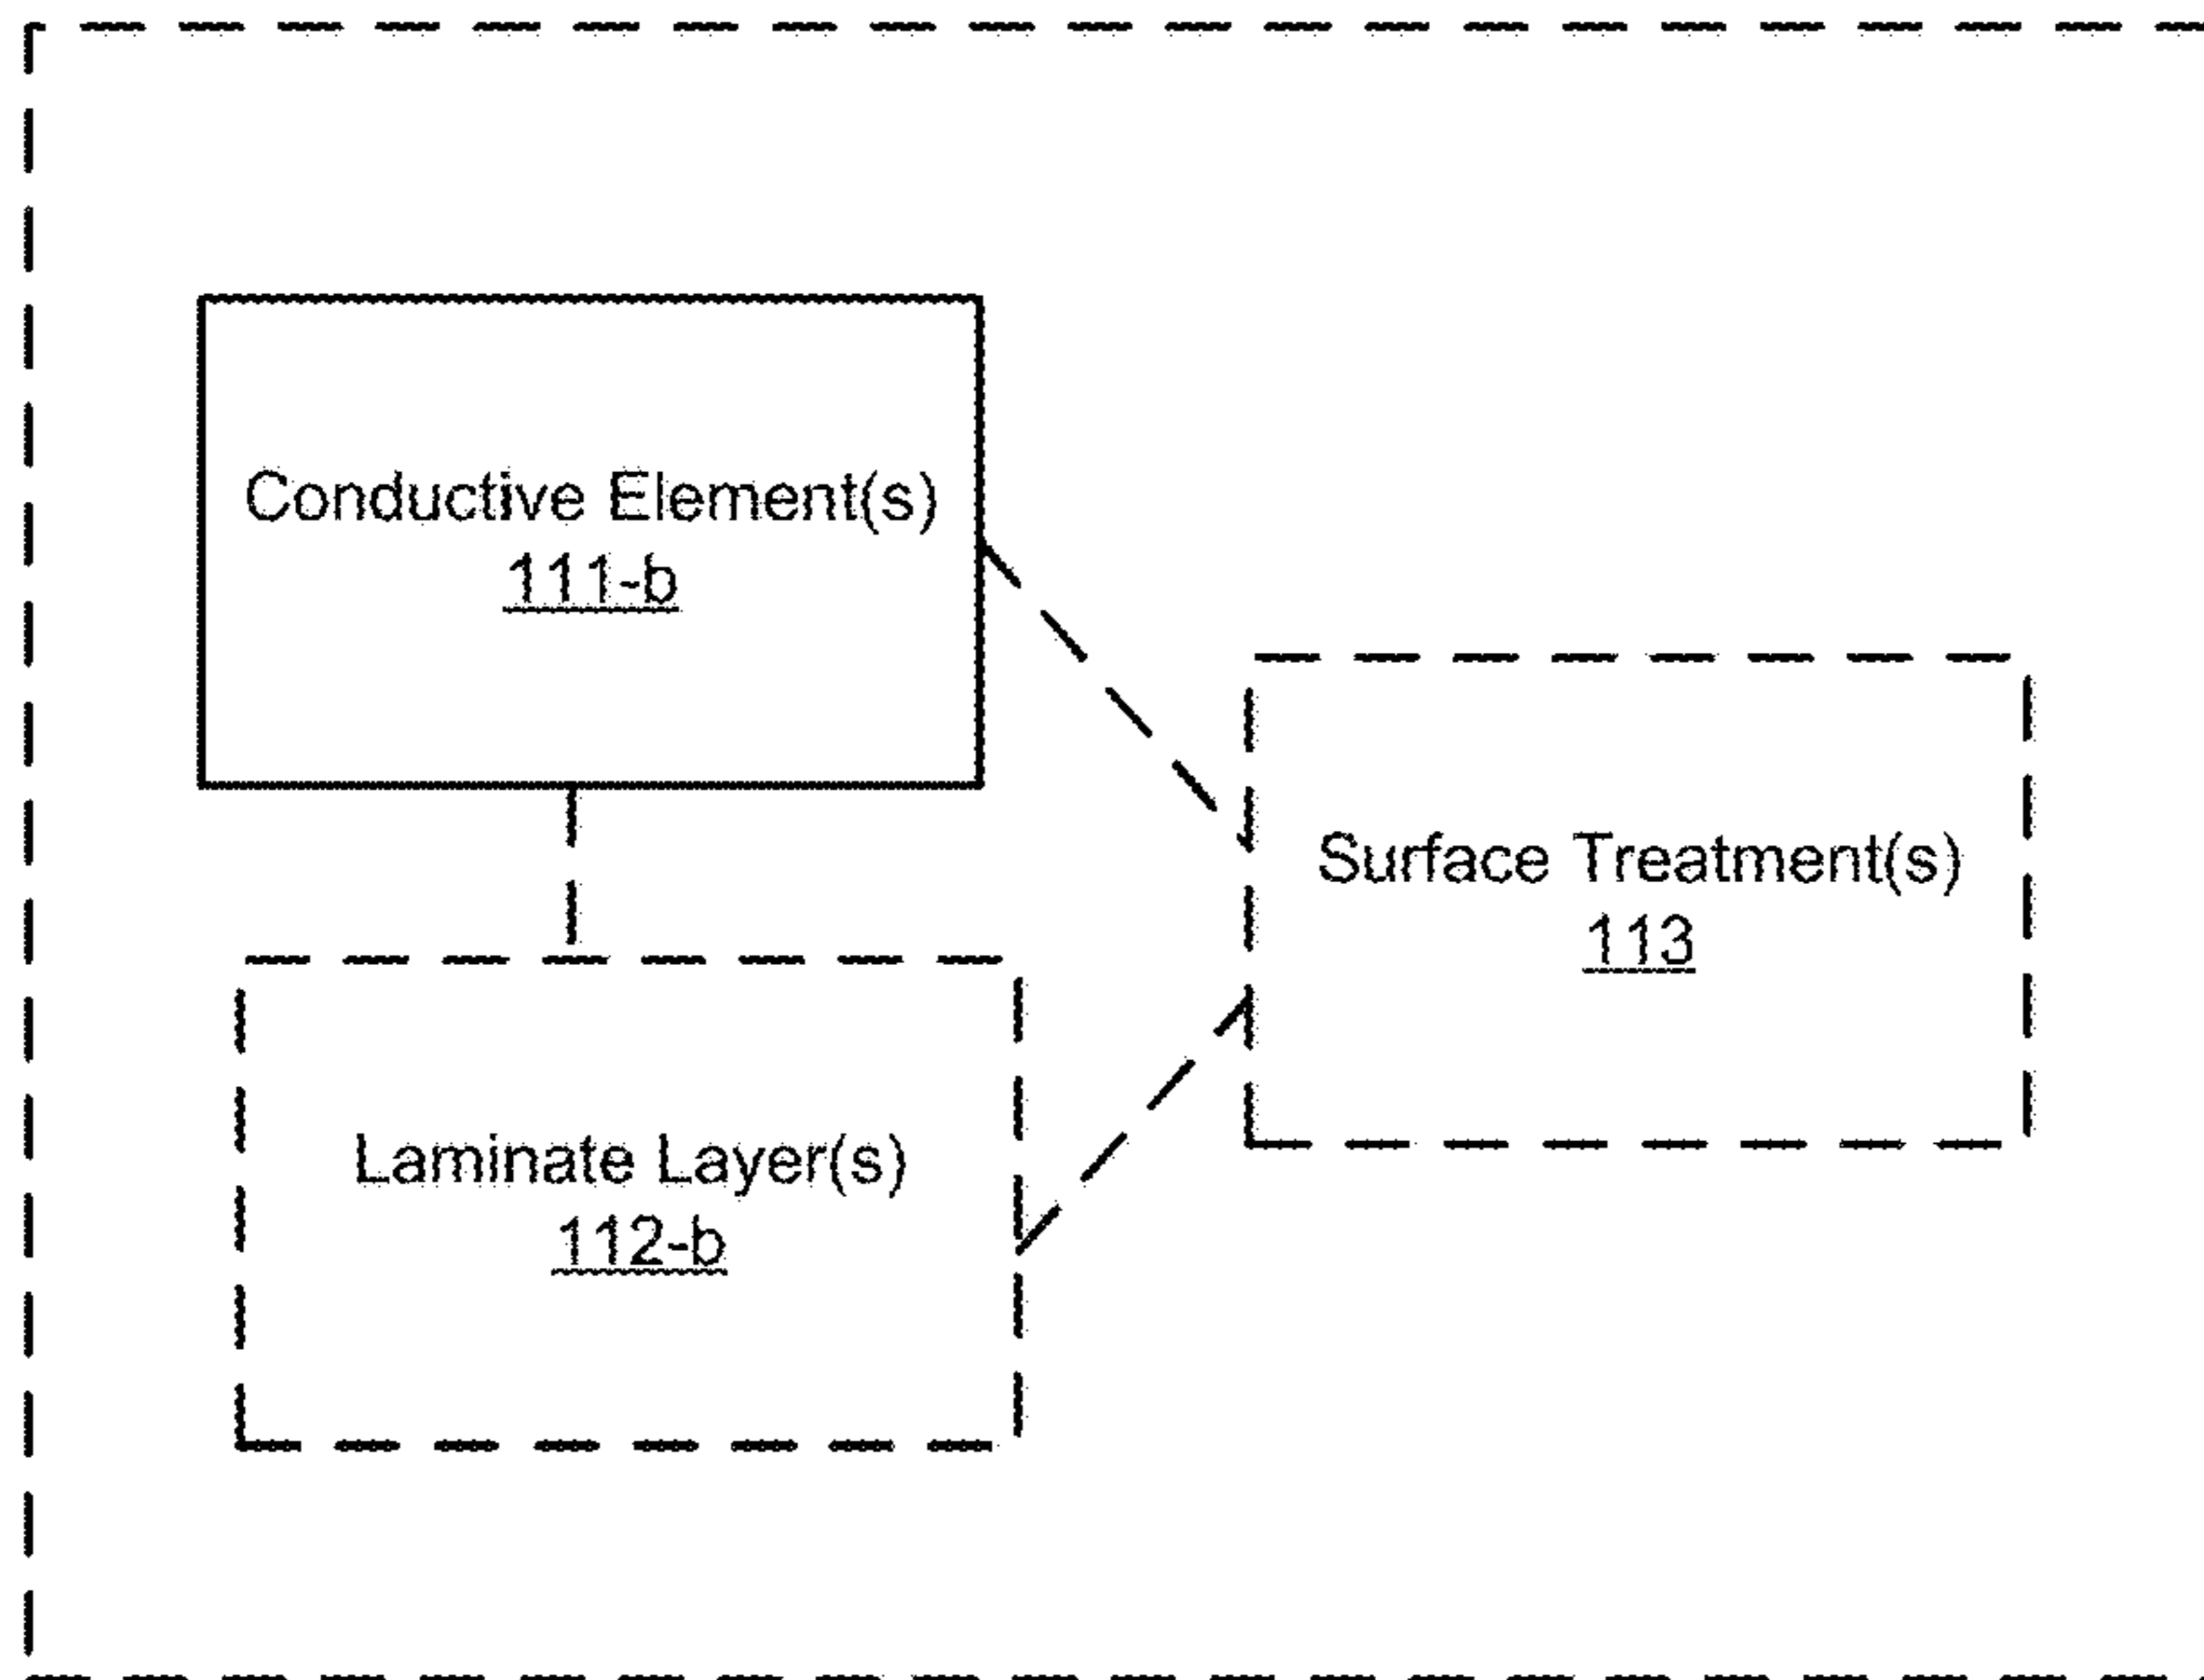 Conductive Element(s)
111-b
Surface Treatment(s)
113
Laminate Layer(s)
112-b